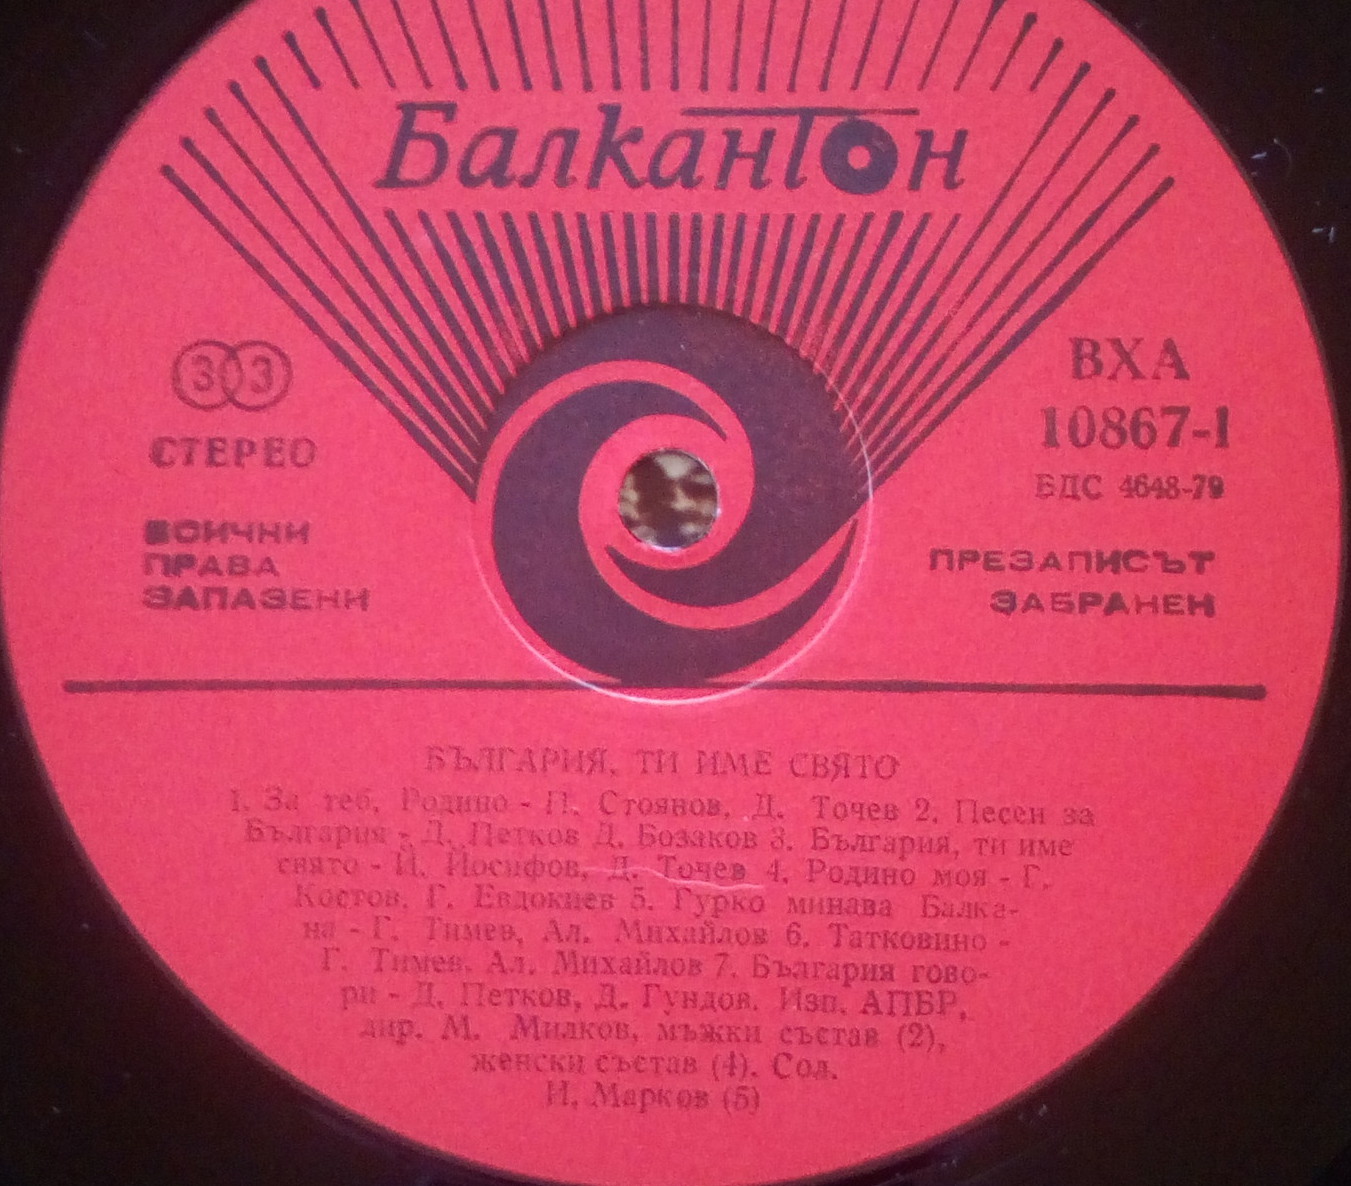 Балкантон
33
СТЕРЕО
ВСИЧКИ
ПРАВА
ЗАПАЗЕНИ
ВХА
10867-1
БДС 4648-79
ПРЕЗАПИСЪТ
ЗАБРАНЕН
БЪЛГАРИЯ, ТИ ИМЕ СВЯТО
1. За теб, Родино - П. Стоянов, Д. Точев 2. Песен за
България - Д. Петков Д. Бозаков 3. България, ти име
свято - Й. Йосифов, Д. Точев 4. Родино моя - Г.
Костов, Г. Евдокиев 5. Гурко минава Балка-
на - Г. Тимев, Ал. Михайлов 6. Татковино -
Г. Тимев, Ал. Михайлов 7. България гово-
ри - Д. Петков, Д. Гундов. Изп. АПБР,
дир. М. Милков, мъжки състав (2),
женски състав (4). Сол.
И. Марков (5)